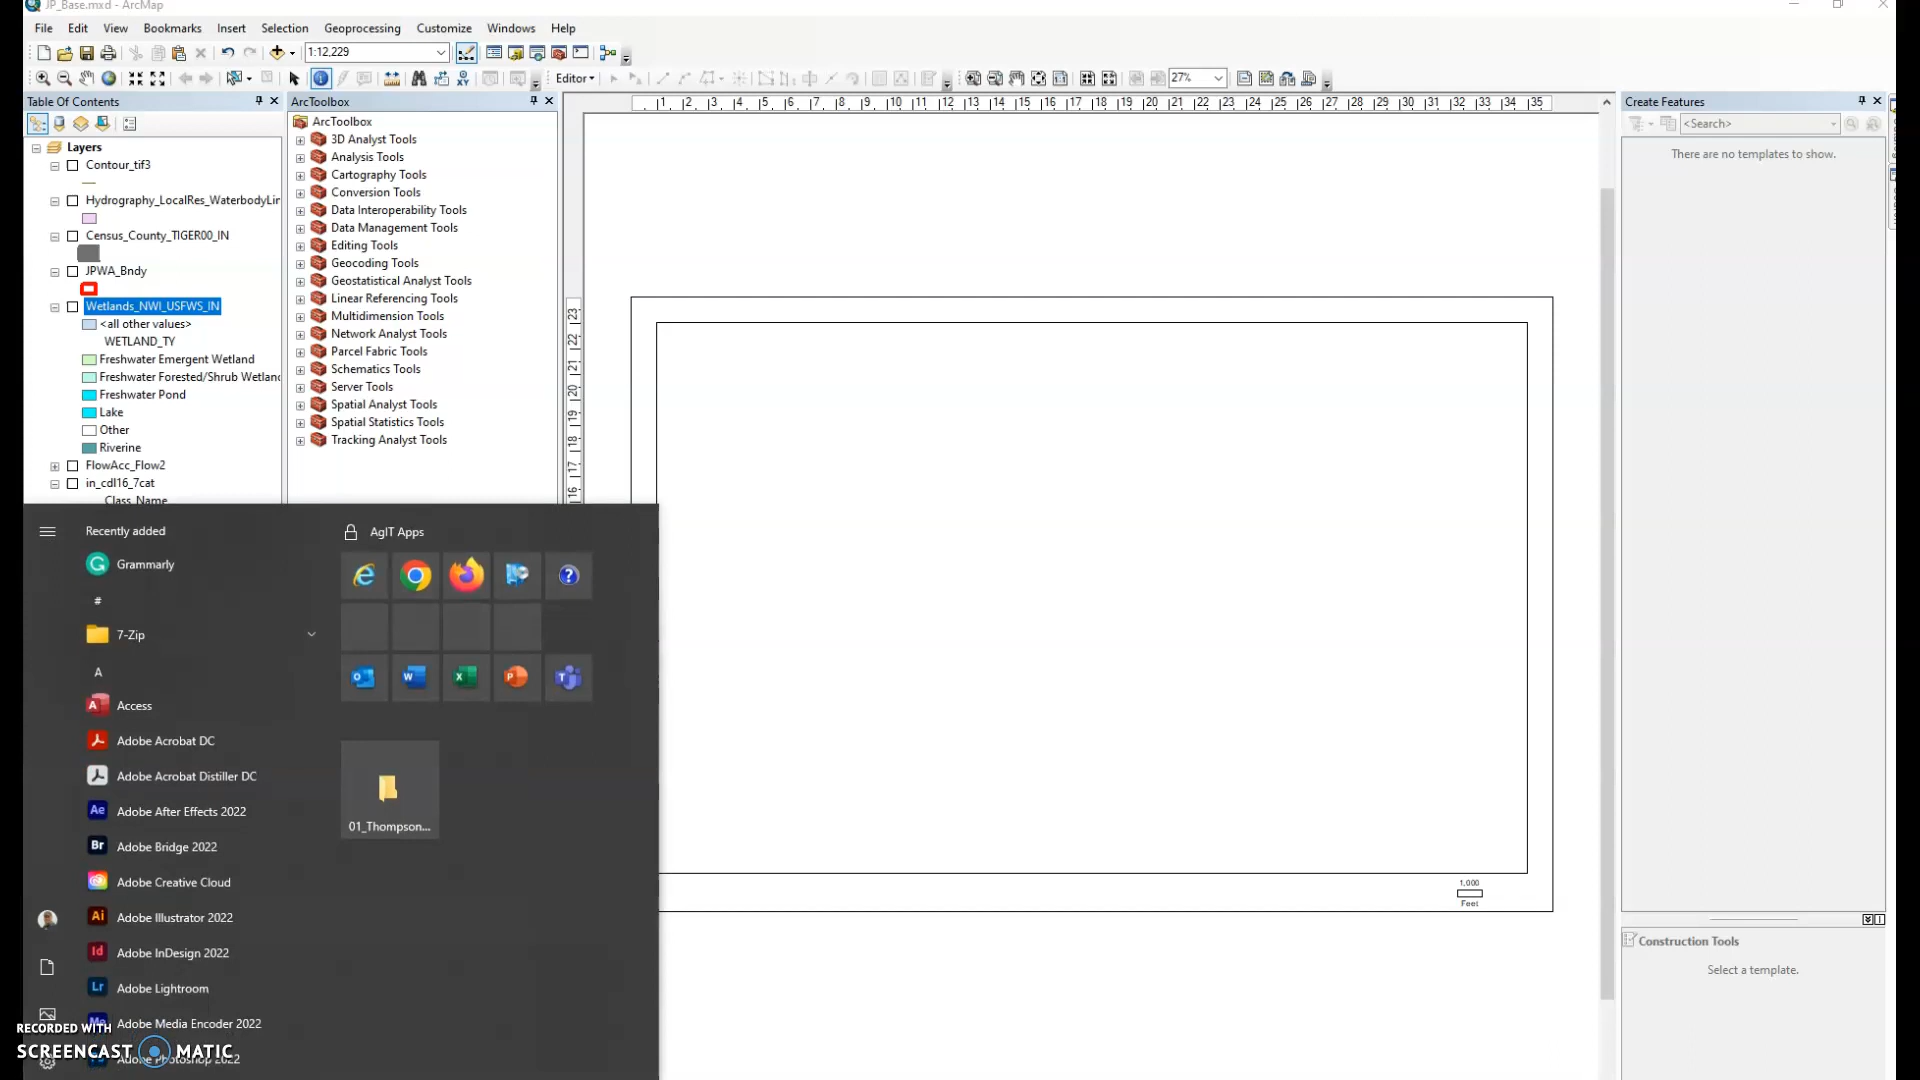 JP_Base.mxd - ArcMap
File Edit View Bookmarks Insert Selection Geoprocessing Customize Windows Help
1:12,229
Editor
27%
Table Of Contents
Layers
Contour_tif3
Hydrography_LocalRes_WaterbodyLin
Census_County_TIGER00_IN
JPWA_Bndy
Wetlands_NWI_USFWS_IN
<all other values>
WETLAND_TY
Freshwater Emergent Wetland
Freshwater Forested/Shrub Wetland
Freshwater Pond
Lake
Other
Riverine
FlowAcc_Flow2
in_cdl16_7cat
Class_Name
ArcToolbox
ArcToolbox
3D Analyst Tools
Analysis Tools
Cartography Tools
Conversion Tools
Data Interoperability Tools
Data Management Tools
Editing Tools
Geocoding Tools
Geostatistical Analyst Tools
Linear Referencing Tools
Multidimension Tools
Network Analyst Tools
Parcel Fabric Tools
Schematics Tools
Server Tools
Spatial Analyst Tools
Spatial Statistics Tools
Tracking Analyst Tools
1 2 3 4 5 6 7 8 9 10 11 12 13 14 15 16 17 18 19 20 21 22 23 24 25 26 27 28 29 30 31 32 33 34 35
23
22
21
20
19
18
17
16
1,000
Feet
Create Features
<Search>
There are no templates to show.
Construction Tools
Select a template.
Recently added
Grammarly
#
7-Zip
A
Access
Adobe Acrobat DC
Adobe Acrobat Distiller DC
Adobe After Effects 2022
Adobe Bridge 2022
Adobe Creative Cloud
Adobe Illustrator 2022
Adobe InDesign 2022
Adobe Lightroom
Adobe Media Encoder 2022
Adobe Photoshop 2022
AgIT Apps
01_Thompson...
RECORDED WITH
SCREENCAST MATIC